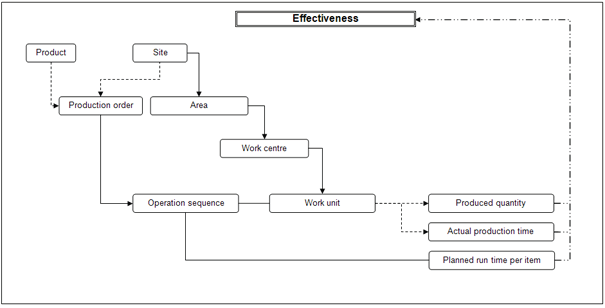 Effectiveness
Product
Site
Production order
Area
Work centre
Operation sequence
Work unit
Produced quantity
Actual production time
Planned run time per item